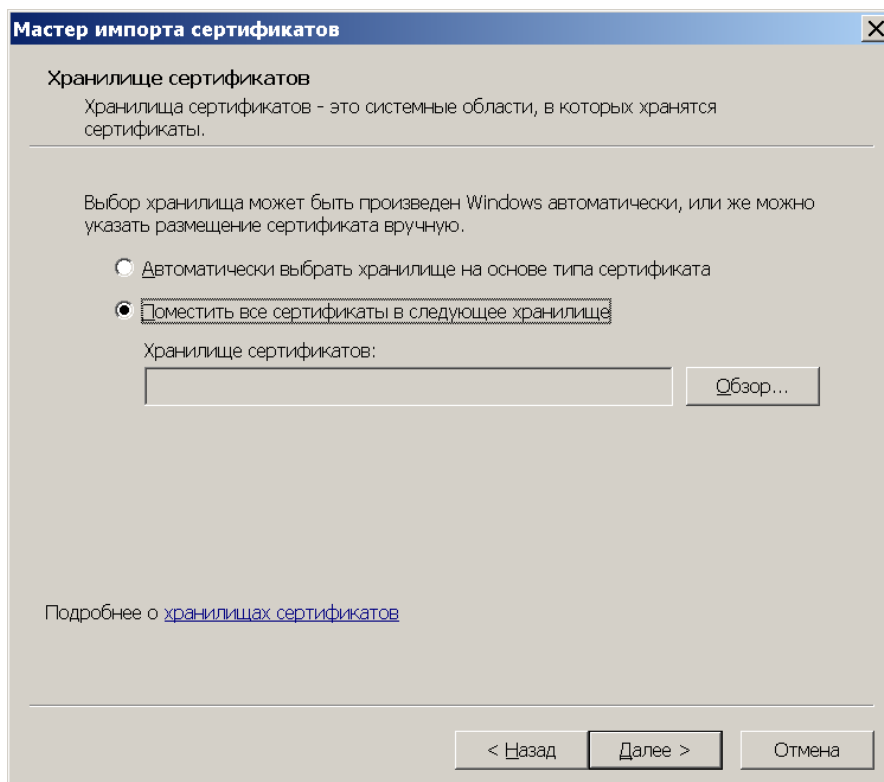 Мастер импорта сертификатов
Хранилище сертификатов
Хранилища сертификатов - это системные области, в которых хранятся
сертификаты.
Выбор хранилища может быть произведен Windows автоматически, или же можно
указать размещение сертификата вручную.
Автоматически выбрать хранилище на основе типа сертификата
Поместить все сертификаты в следующее хранилище
Хранилище сертификатов:
Обзор...
Подробнее о хранилищах сертификатов
< Назад
Далее >
Отмена